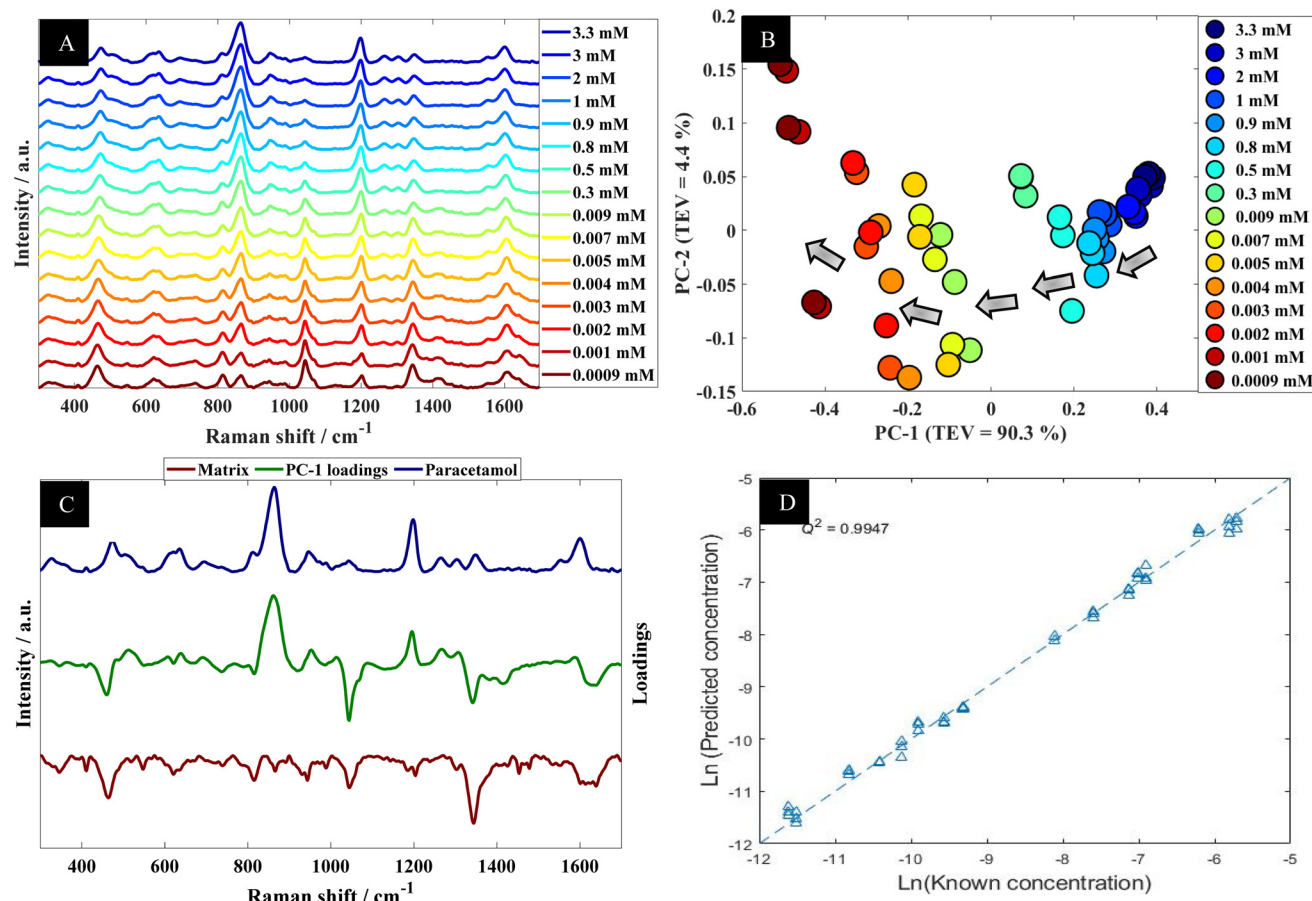 A
Intensity / a.u.
3.3 mM
3 mM
2 mM
1 mM
0.9 mM
0.8 mM
0.5 mM
0.3 mM
0.009 mM
0.007 mM
0.005 mM
0.004 mM
0.003 mM
0.002 mM
0.001 mM
0.0009 mM
400 600 800 1000 1200 1400 1600
Raman shift / cm-1
B
PC-2 (TEV = 4.4 %)
0.2
0.15
0.1
0.05
0
-0.05
-0.1
-0.15
-0.6 -0.4 -0.2 0 0.2 0.4
PC-1 (TEV = 90.3 %)
3.3 mM
3 mM
2 mM
1 mM
0.9 mM
0.8 mM
0.5 mM
0.3 mM
0.009 mM
0.007 mM
0.005 mM
0.004 mM
0.003 mM
0.002 mM
0.001 mM
0.0009 mM
Matrix PC-1 loadings Paracetamol
C
Intensity / a.u.
Loadings
400 600 800 1000 1200 1400 1600
Raman shift / cm-1
D
Q2 = 0.9947
Ln (Predicted concentration)
-5
-6
-7
-8
-9
-10
-11
-12
-12 -11 -10 -9 -8 -7 -6 -5
Ln(Known concentration)